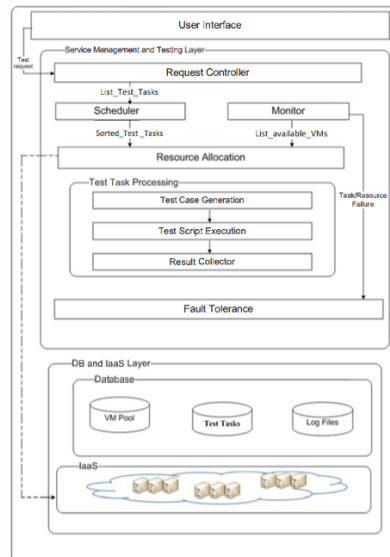 User Interface
Service Management and Testing Layer
Test
request
Request Controller
List_Test_Tasks
Scheduler
Monitor
Sorted_Test_Tasks
List_available_VMs
Resource Allocation
Test Task Processing
Test Case Generation
Task/Resource
Failure
Test Script Execution
Result Collector
Fault Tolerance
DB and IaaS Layer
Database
VM Pool
Test Tasks
Log Files
IaaS